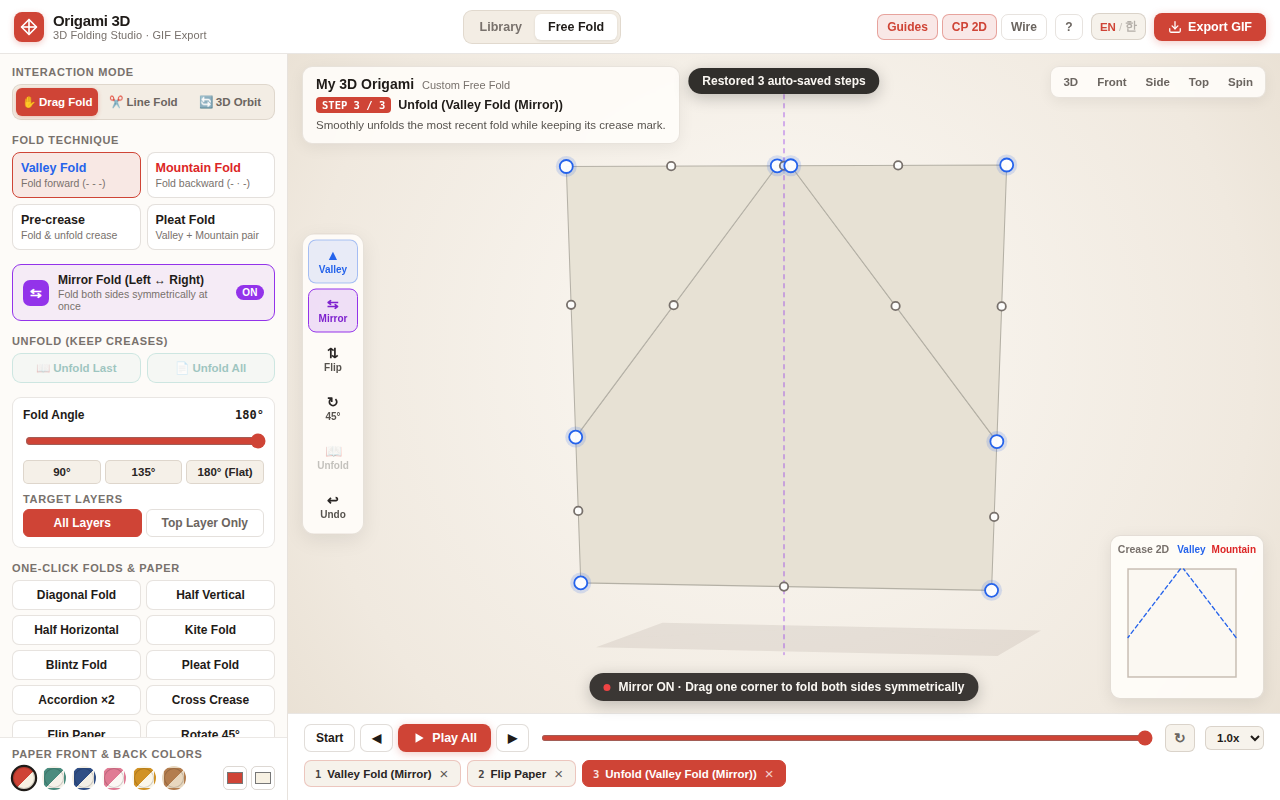 Origami 3D
3D Folding Studio · GIF Export
Library
Free Fold
Guides
CP 2D
Wire
?
EN / 한
Export GIF
INTERACTION MODE
✋ Drag Fold
✂️ Line Fold
🔄 3D Orbit
FOLD TECHNIQUE
Valley Fold
Fold forward (- - -)
Mountain Fold
Fold backward (- · -)
Pre-crease
Fold & unfold crease
Pleat Fold
Valley + Mountain pair
⇆
Mirror Fold (Left ↔ Right)
Fold both sides symmetrically at
once
ON
UNFOLD (KEEP CREASES)
📖 Unfold Last
📄 Unfold All
Fold Angle
180°
90°
135°
180° (Flat)
TARGET LAYERS
All Layers
Top Layer Only
ONE-CLICK FOLDS & PAPER
Diagonal Fold
Half Vertical
Half Horizontal
Kite Fold
Blintz Fold
Pleat Fold
Accordion ×2
Cross Crease
Flip Paper
Rotate 45°
PAPER FRONT & BACK COLORS
My 3D Origami
Custom Free Fold
STEP 3 / 3
Unfold (Valley Fold (Mirror))
Smoothly unfolds the most recent fold while keeping its crease mark.
Restored 3 auto-saved steps
3D
Front
Side
Top
Spin
▲
Valley
⇆
Mirror
⇅
Flip
↻
45°
📖
Unfold
↩
Undo
Crease 2D
Valley
Mountain
Mirror ON · Drag one corner to fold both sides symmetrically
Start
◀
▶ Play All
▶
↻
1.0x
1 Valley Fold (Mirror) ✕
2 Flip Paper ✕
3 Unfold (Valley Fold (Mirror)) ✕